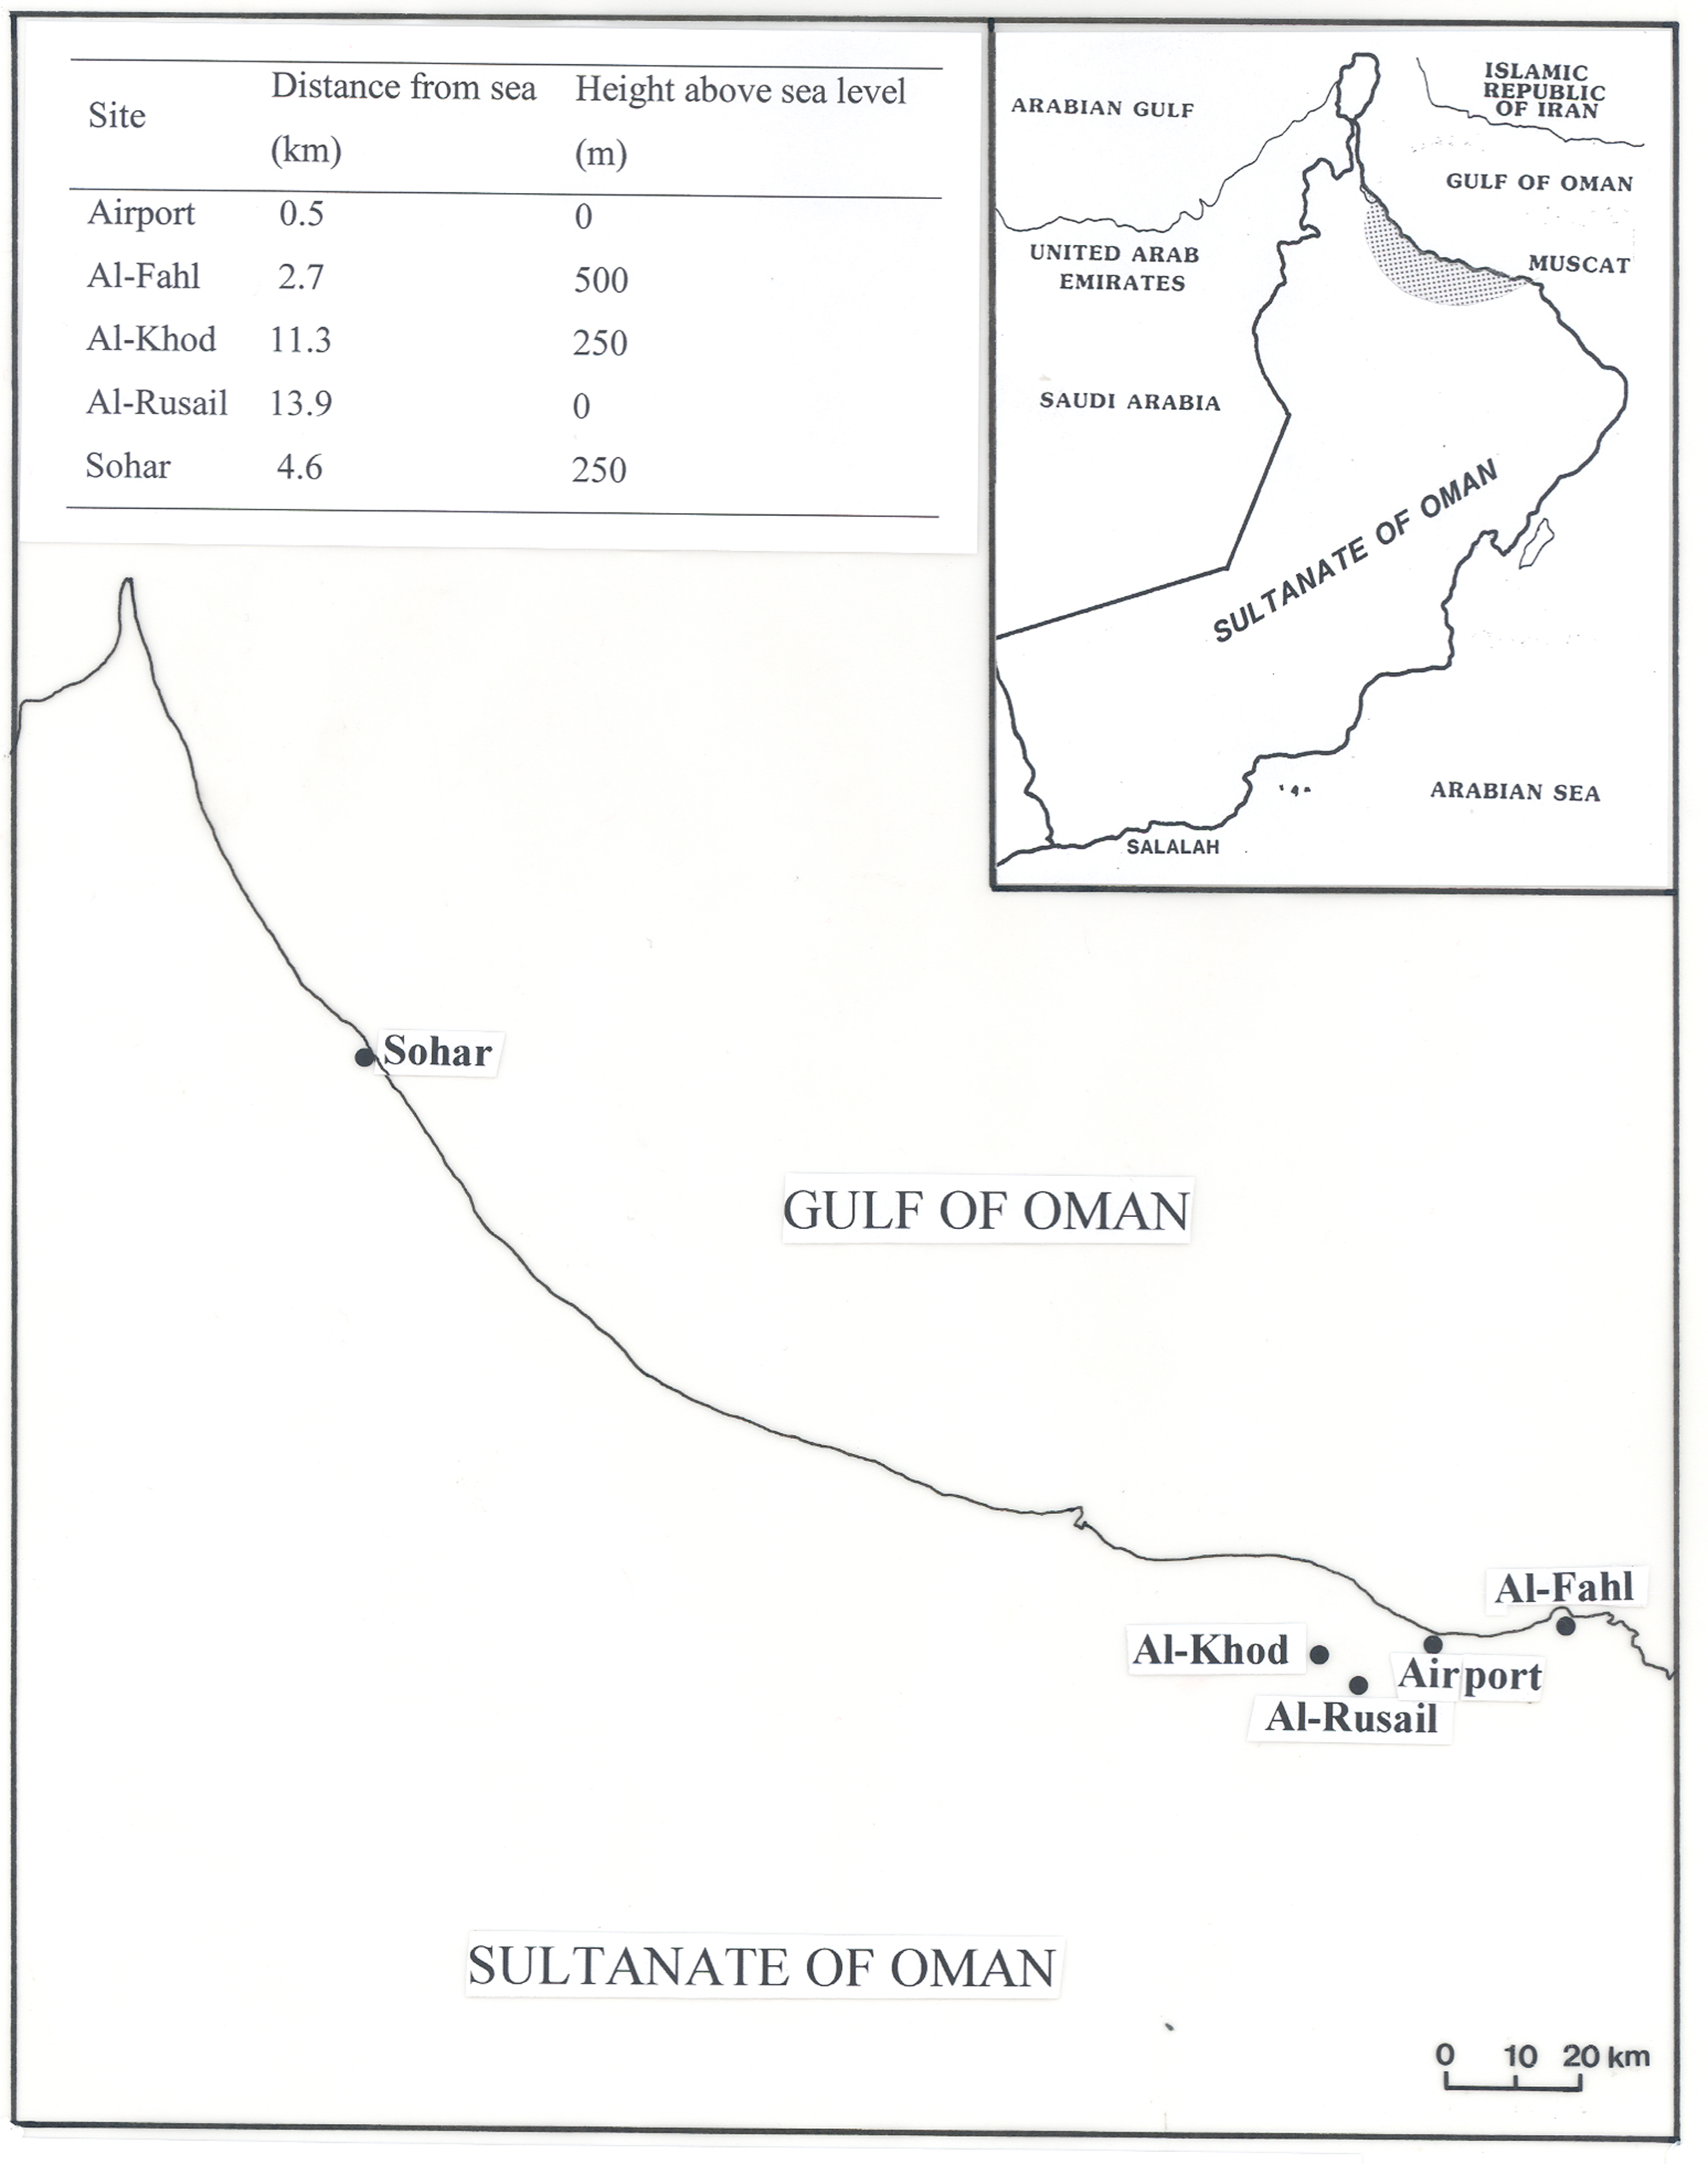 Site Distance from sea Height above sea level
(km) (m)
Airport 0.5 0
Al-Fahl 2.7 500
Al-Khod 11.3 250
Al-Rusail 13.9 0
Sohar 4.6 250
ARABIAN GULF
ISLAMIC
REPUBLIC
OF IRAN
GULF OF OMAN
UNITED ARAB
EMIRATES
MUSCAT
SAUDI ARABIA
SULTANATE OF OMAN
ARABIAN SEA
SALALAH
Sohar
GULF OF OMAN
Al-Fahl
Al-Khod
Airport
Al-Rusail
SULTANATE OF OMAN
0 10 20 km